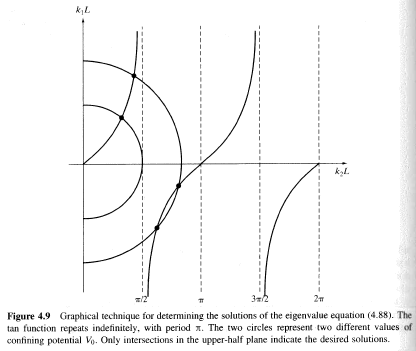 k₁L
k₂L
π/2
π
3π/2
2π
Figure 4.9 Graphical technique for determining the solutions of the eigenvalue equation (4.88). The
tan function repeats indefinitely, with period π. The two circles represent two different values of
confining potential V₀. Only intersections in the upper-half plane indicate the desired solutions.